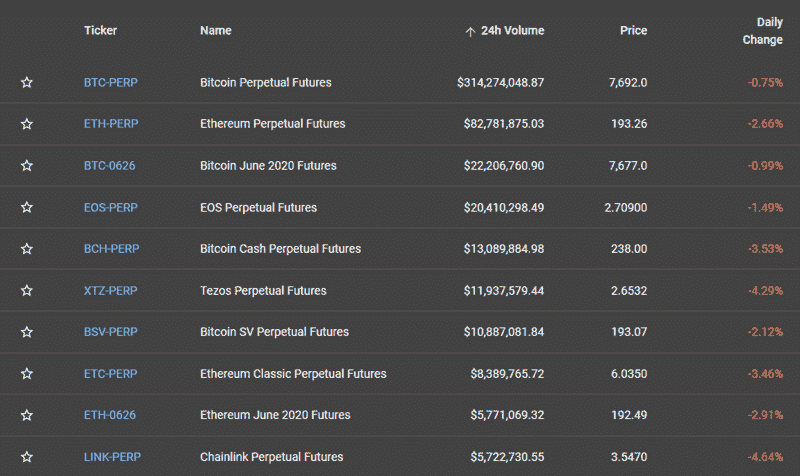 Ticker Name 24h Volume Price Daily Change
BTC-PERP Bitcoin Perpetual Futures $314,274,048.87 7,692.0 -0.75%
ETH-PERP Ethereum Perpetual Futures $82,781,875.03 193.26 -2.66%
BTC-0626 Bitcoin June 2020 Futures $22,206,760.90 7,677.0 -0.99%
EOS-PERP EOS Perpetual Futures $20,410,298.49 2.70900 -1.49%
BCH-PERP Bitcoin Cash Perpetual Futures $13,089,884.98 238.00 -3.53%
XTZ-PERP Tezos Perpetual Futures $11,937,579.44 2.6532 -4.29%
BSV-PERP Bitcoin SV Perpetual Futures $10,887,081.84 193.07 -2.12%
ETC-PERP Ethereum Classic Perpetual Futures $8,389,765.72 6.0350 -3.46%
ETH-0626 Ethereum June 2020 Futures $5,771,069.32 192.49 -2.91%
LINK-PERP Chainlink Perpetual Futures $5,722,730.55 3.5470 -4.64%